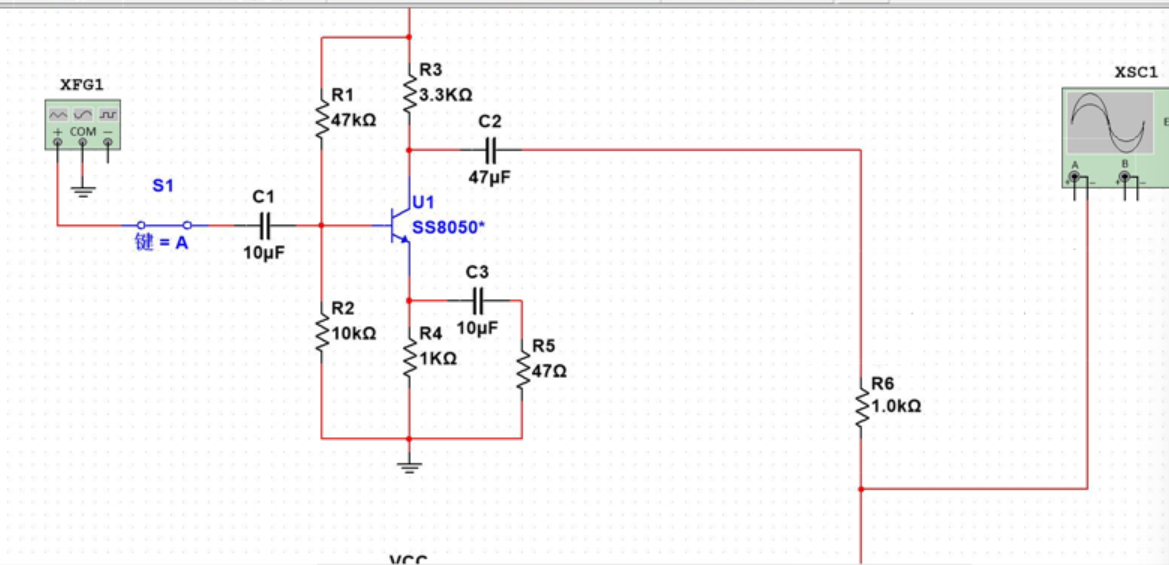 XFG1
COM
S1
键 = A
C1
10µF
R1
47kΩ
R3
3.3KΩ
C2
47µF
U1
SS8050*
R2
10kΩ
R4
1KΩ
C3
10µF
R5
47Ω
R6
1.0kΩ
XSC1
A
B
VCC